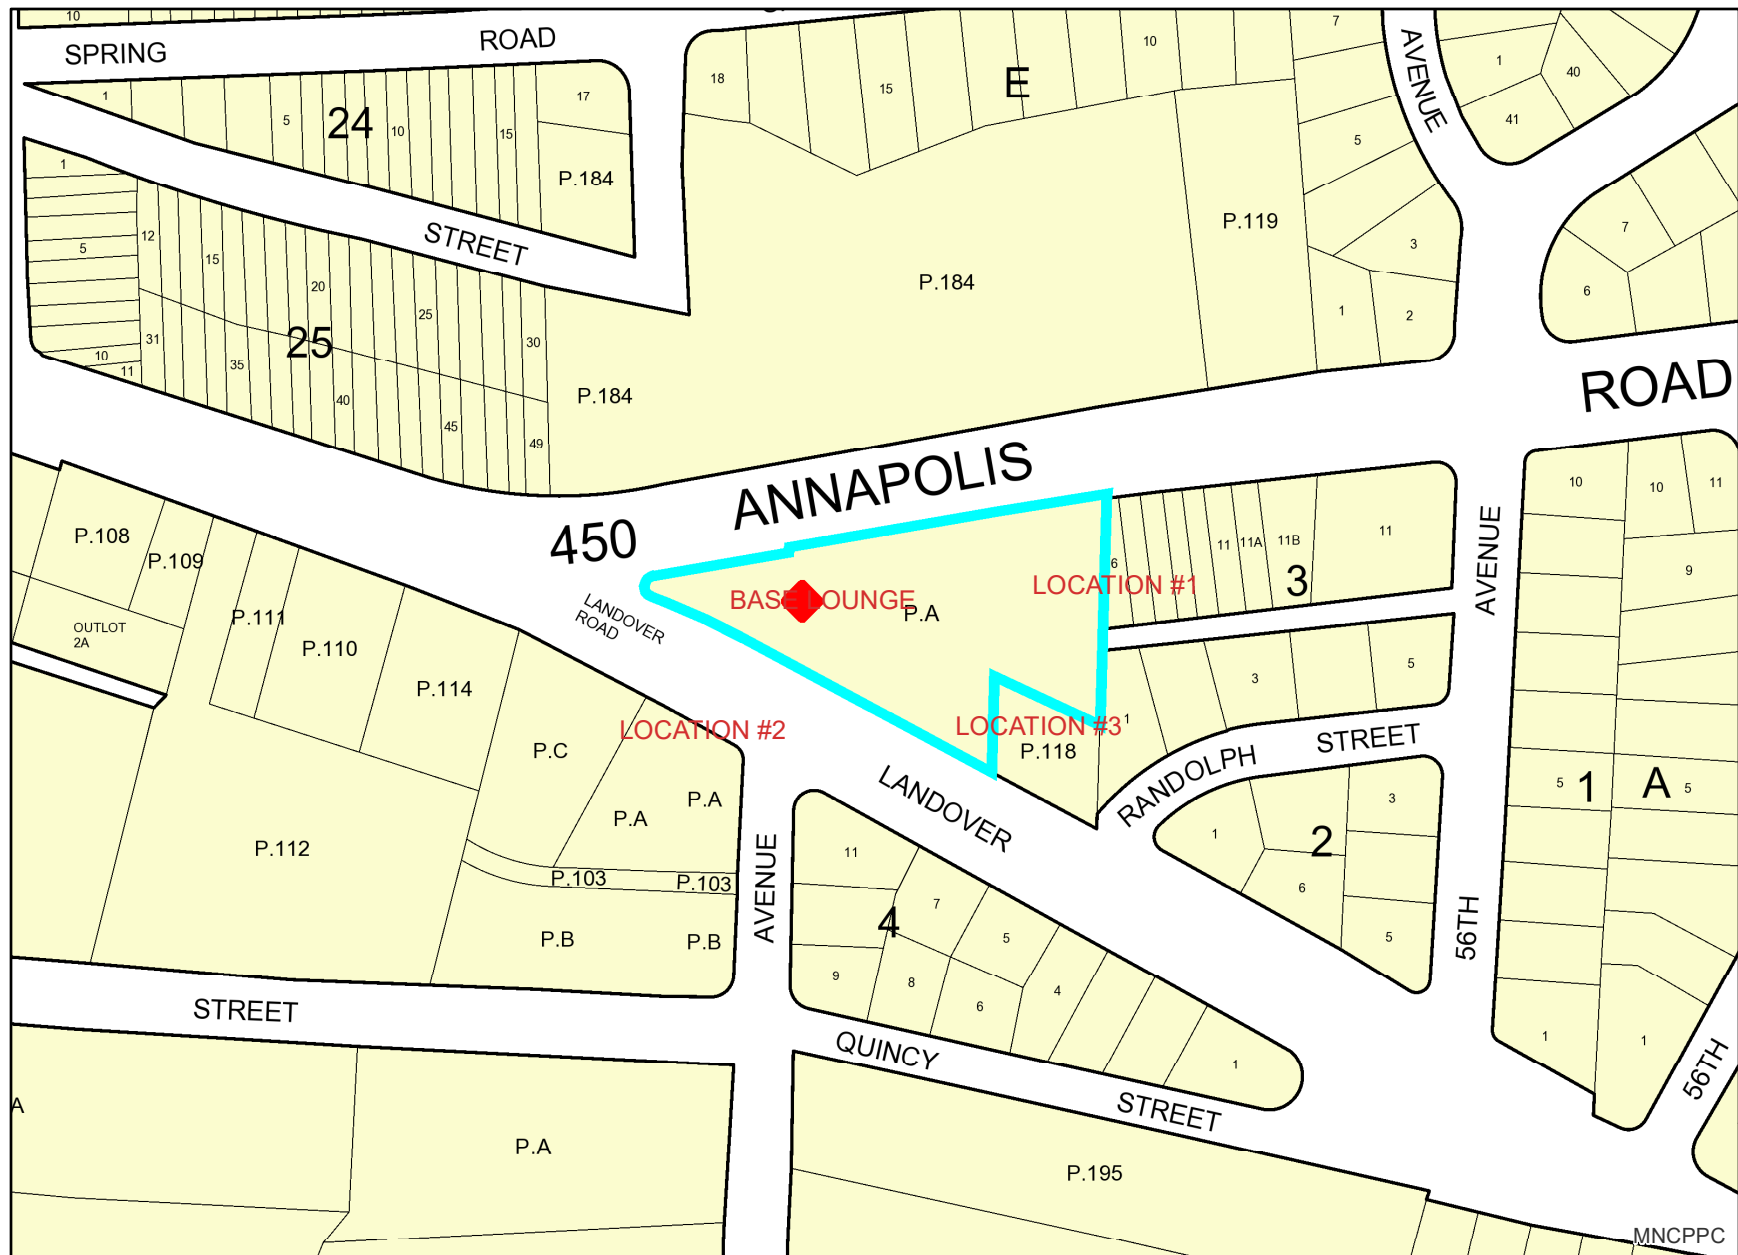 10
SPRING
ROAD
1
5
24
10
15
17
P.184
18
15
E
10
7
AVENUE
1
40
41
5
3
1
2
P.119
P.184
7
6
1
5
10
11
12
15
20
25
30
STREET
31
35
25
40
45
49
P.184
ROAD
ANNAPOLIS
450
LANDOVER
ROAD
BASE LOUNGE
P.A
LOCATION #1
6
11
11A
11B
11
3
AVENUE
10
10
11
9
P.108
P.109
OUTLOT
2A
P.111
P.110
P.114
P.C
LOCATION #2
LOCATION #3
P.118
1
3
5
RANDOLPH
STREET
P.A
P.A
P.112
P.103
P.103
P.B
P.B
AVENUE
LANDOVER
11
4
7
5
9
8
6
4
1
1
2
3
6
5
56TH
5
1
A
5
1
1
56TH
STREET
QUINCY
STREET
A
P.A
P.195
MNCPPC